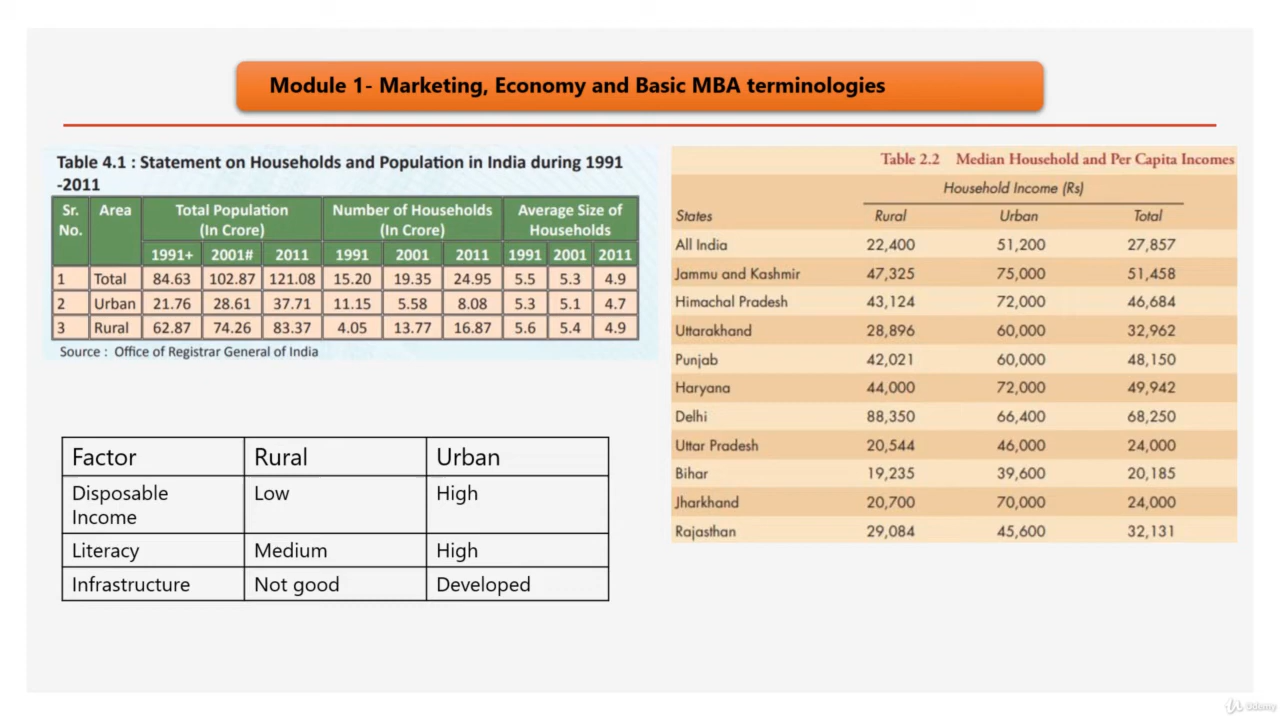 Module 1- Marketing, Economy and Basic MBA terminologies
Table 4.1 : Statement on Households and Population in India during 1991
-2011
Sr. No. Area Total Population (In Crore) Number of Households (In Crore) Average Size of Households
1991+ 2001# 2011 1991 2001 2011 1991 2001 2011
1 Total 84.63 102.87 121.08 15.20 19.35 24.95 5.5 5.3 4.9
2 Urban 21.76 28.61 37.71 11.15 5.58 8.08 5.3 5.1 4.7
3 Rural 62.87 74.26 83.37 4.05 13.77 16.87 5.6 5.4 4.9
Source : Office of Registrar General of India
Factor Rural Urban
Disposable Income Low High
Literacy Medium High
Infrastructure Not good Developed
Table 2.2 Median Household and Per Capita Incomes
Household Income (Rs)
States Rural Urban Total
All India 22,400 51,200 27,857
Jammu and Kashmir 47,325 75,000 51,458
Himachal Pradesh 43,124 72,000 46,684
Uttarakhand 28,896 60,000 32,962
Punjab 42,021 60,000 48,150
Haryana 44,000 72,000 49,942
Delhi 88,350 66,400 68,250
Uttar Pradesh 20,544 46,000 24,000
Bihar 19,235 39,600 20,185
Jharkhand 20,700 70,000 24,000
Rajasthan 29,084 45,600 32,131
Udemy